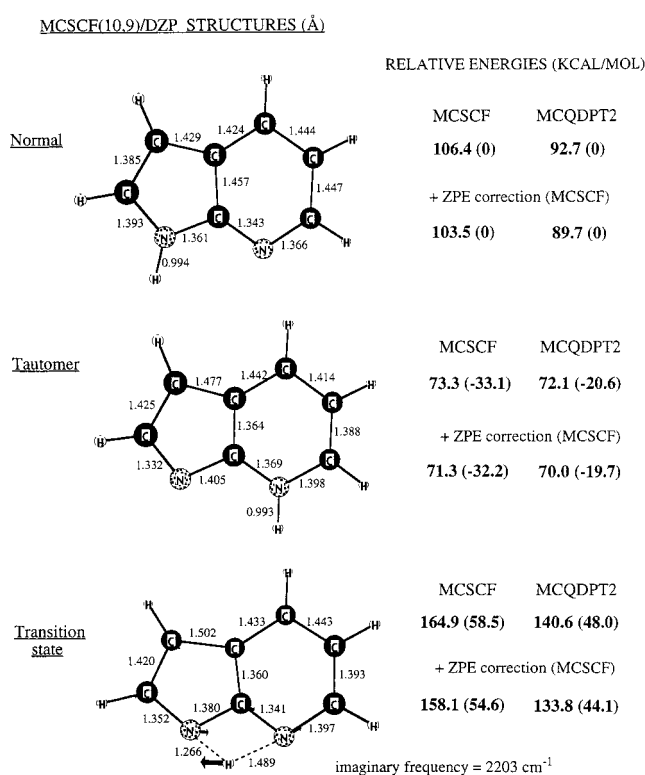 MCSCF(10,9)/DZP STRUCTURES (Å)
RELATIVE ENERGIES (KCAL/MOL)
Normal
MCSCF MCQDPT2
106.4 (0) 92.7 (0)
+ ZPE correction (MCSCF)
103.5 (0) 89.7 (0)
H
H
C
1.429
1.424
C
1.444
H
C
C
1.385
1.457
1.447
H
C
C
C
1.393
N
1.361
1.343
N
1.366
H
0.994
H
Tautomer
MCSCF MCQDPT2
73.3 (-33.1) 72.1 (-20.6)
+ ZPE correction (MCSCF)
71.3 (-32.2) 70.0 (-19.7)
H
H
C
1.477
1.442
C
1.414
H
C
C
1.425
1.364
1.388
H
C
C
C
1.332
N
1.405
1.369
N
1.398
H
0.993
H
Transition
state
MCSCF MCQDPT2
164.9 (58.5) 140.6 (48.0)
+ ZPE correction (MCSCF)
158.1 (54.6) 133.8 (44.1)
H
H
C
1.502
1.433
C
1.443
H
C
C
1.420
1.360
1.393
H
C
C
C
1.352
N
1.380
1.341
N
1.397
H
1.266
H
1.489
imaginary frequency = 2203 cm⁻¹